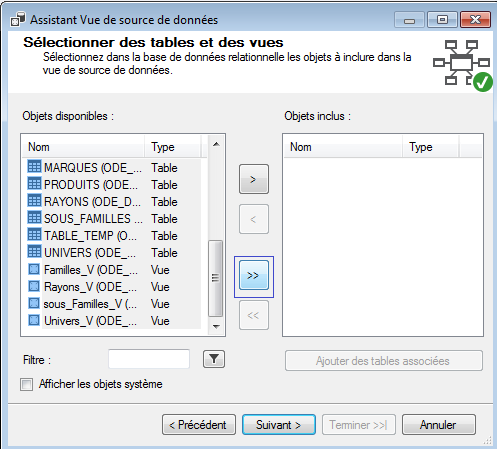 Assistant Vue de source de données
Sélectionner des tables et des vues
Sélectionnez dans la base de données relationnelle les objets à inclure dans la
vue de source de données.
Objets disponibles :
Nom Type
MARQUES (ODE_... Table
PRODUITS (ODE_... Table
RAYONS (ODE_D... Table
SOUS_FAMILLES ... Table
TABLE_TEMP (O... Table
UNIVERS (ODE_... Table
Familles_V (ODE_... Vue
Rayons_V (ODE_... Vue
sous_Familles_V (... Vue
Univers_V (ODE_... Vue
>
<
>>
<<
Objets inclus :
Nom Type
Filtre :
Ajouter des tables associées
Afficher les objets système
< Précédent Suivant > Terminer >>| Annuler